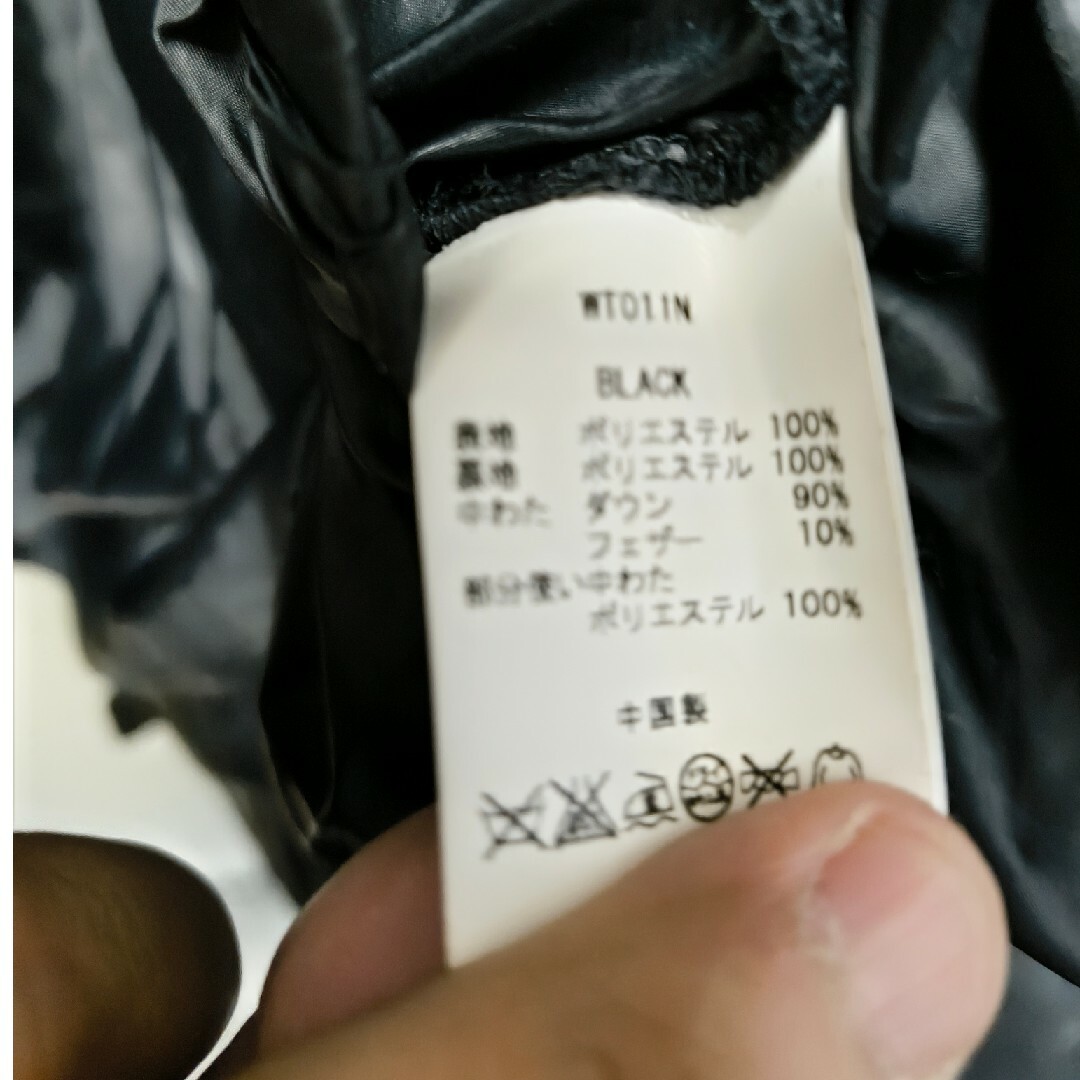 WT01IN
BLACK
表地 ポリエステル 100%
裏地 ポリエステル 100%
中わた ダウン 90%
フェザー 10%
部分使い中わた
ポリエステル 100%
中国製